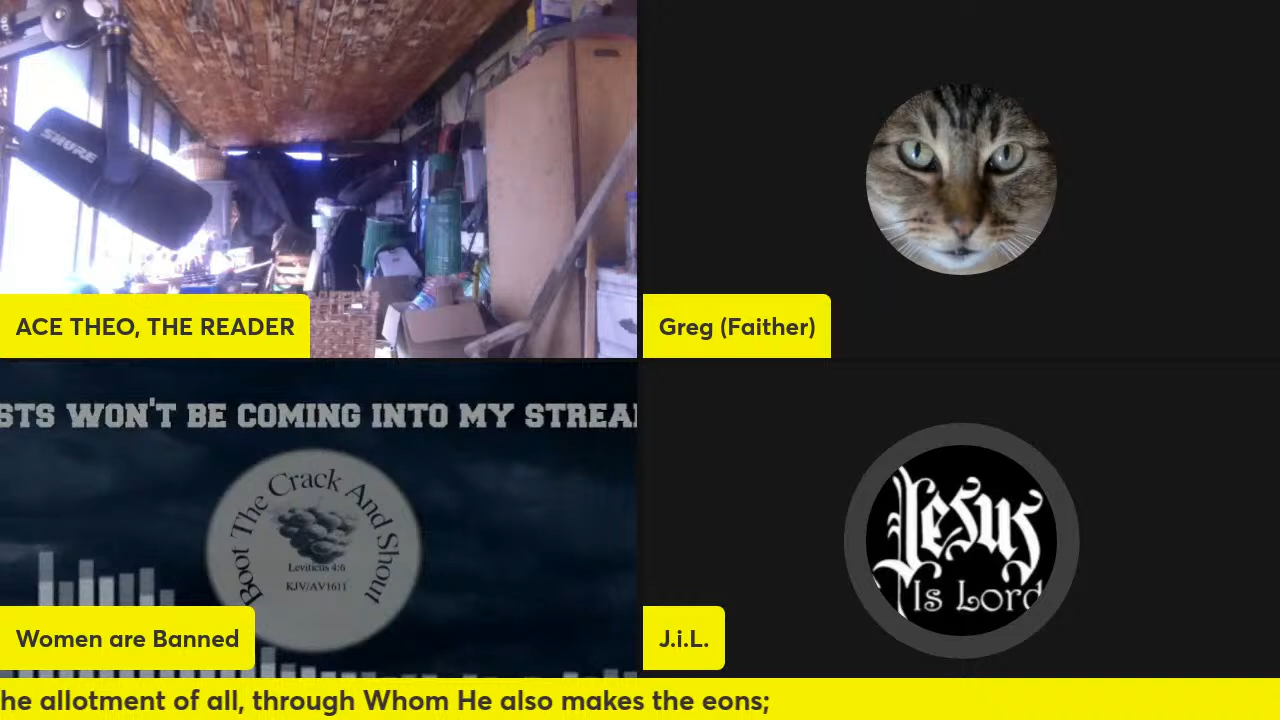 SHURE
ACE THEO, THE READER
Greg (Faither)
STS WON'T BE COMING INTO MY STREA
Boot The Crack And Shout
Leviticus 4:6
KJV/AV1611
Women are Banned
Jesus
Is Lord
J.i.L.
he allotment of all, through Whom He also makes the eons;